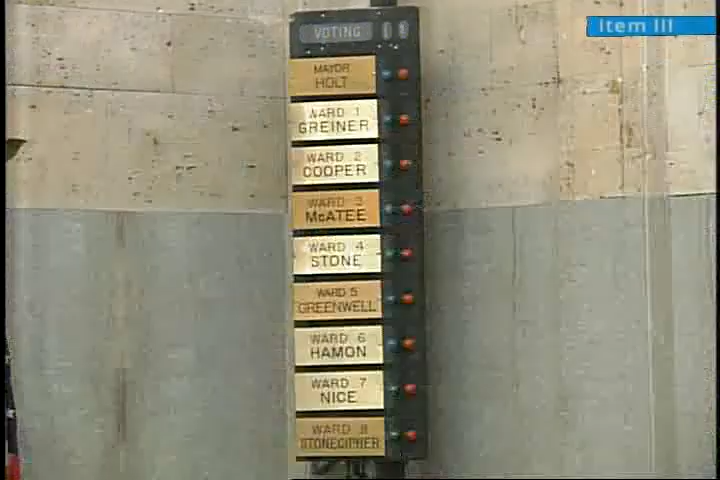 Item III
VOTING
MAYOR
HOLT
WARD 1
GREINER
WARD 2
COOPER
WARD 3
McATEE
WARD 4
STONE
WARD 5
GREENWELL
WARD 6
HAMON
WARD 7
NICE
WARD 8
STONECIPHER